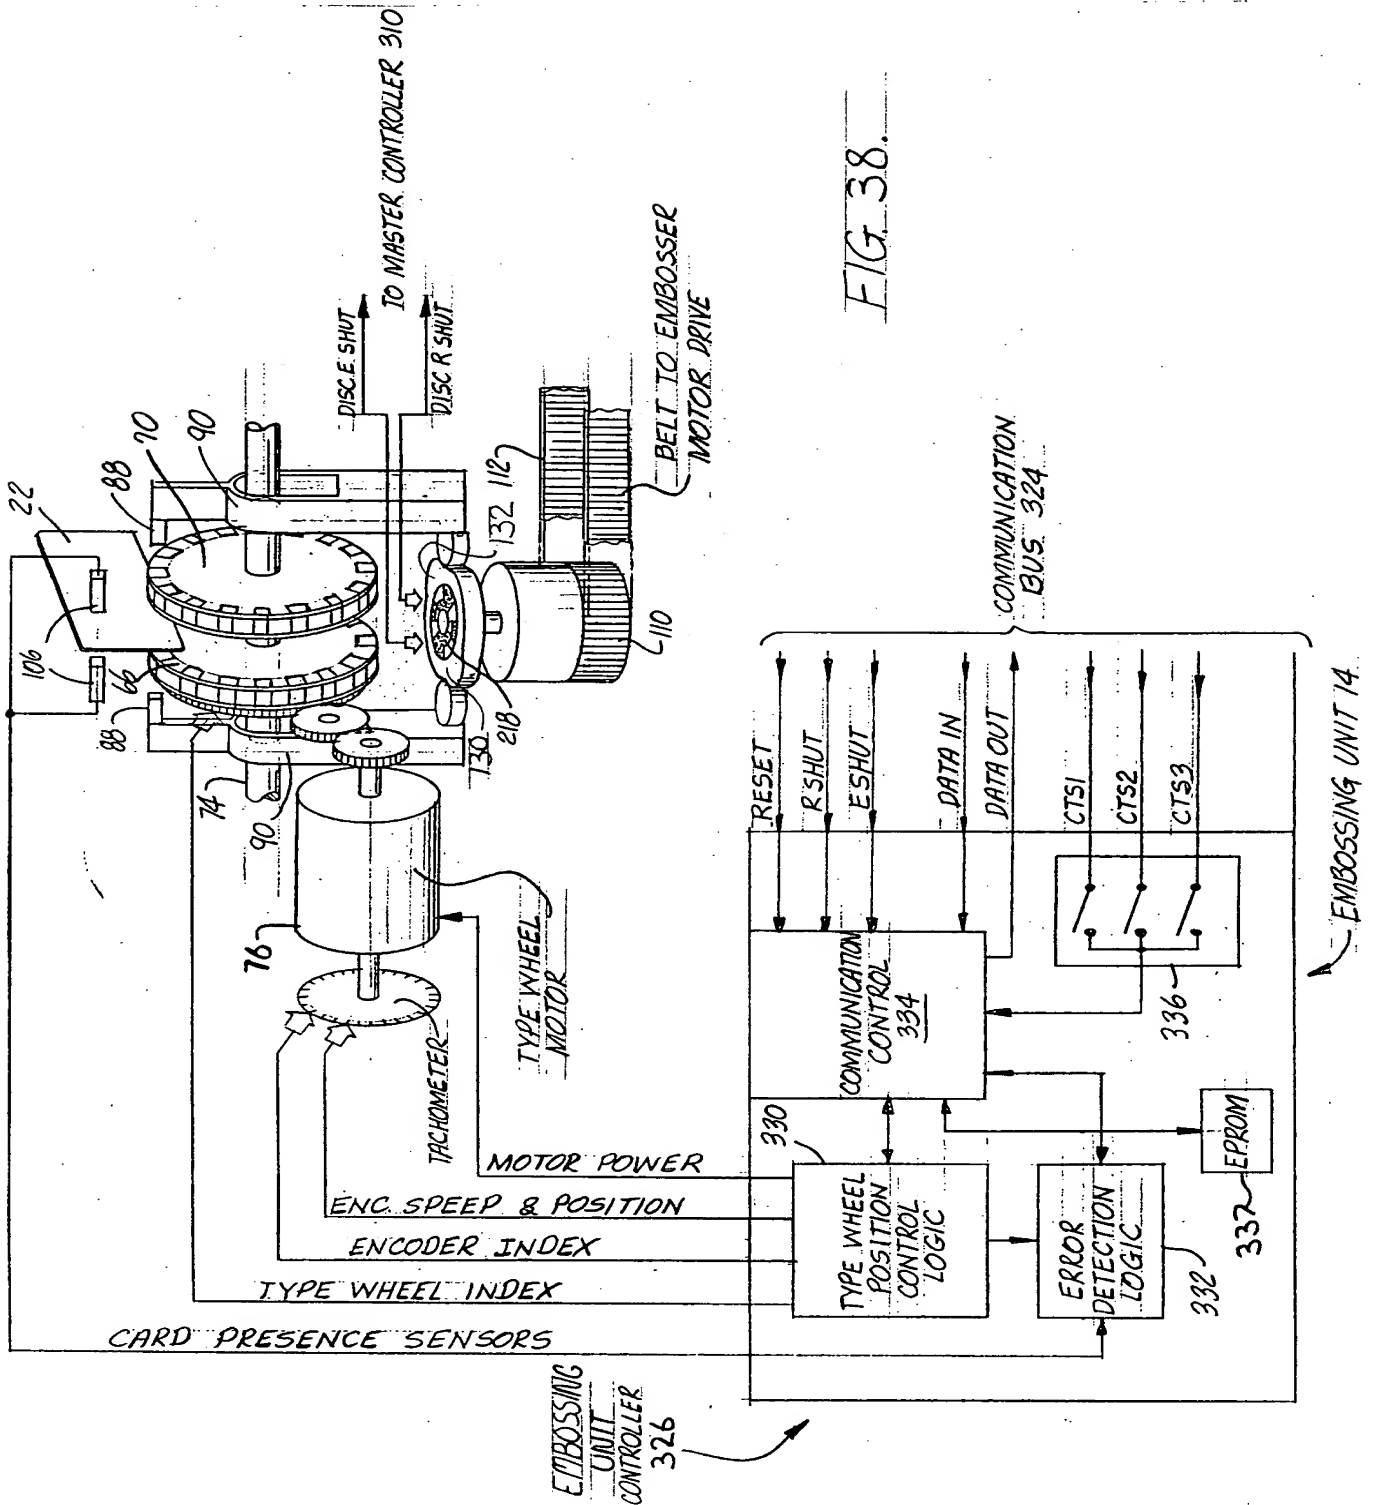 22
88
70
90
106
66
88
74
90
76
TYPE WHEEL
MOTOR
TACHOMETER
DISC. E SHUT
TO MASTER CONTROLLER 310
DISC R SHUT
132
112
130
218
110
BELT TO EMBOSSER
MOTOR DRIVE
FIG. 38.
MOTOR POWER
ENC. SPEED & POSITION
ENCODER INDEX
TYPE WHEEL INDEX
CARD PRESENCE SENSORS
EMBOSSING
UNIT
CONTROLLER
326
330
TYPE WHEEL
POSITION
CONTROL
LOGIC
ERROR
DETECTION
LOGIC
332
EPROM
337
COMMUNICATION
CONTROL
334
336
RESET
R SHUT
E SHUT
DATA IN
DATA OUT
CTS1
CTS2
CTS3
COMMUNICATION
BUS 324
EMBOSSING UNIT 14